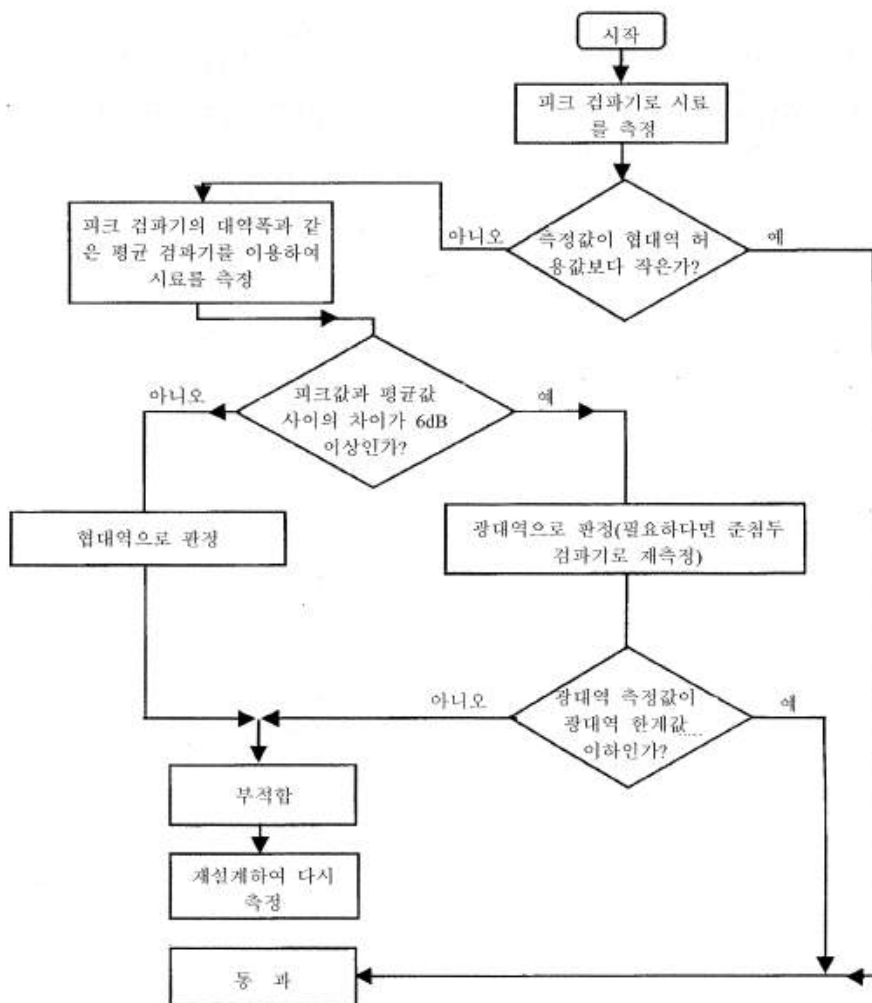 시작
피크 검파기로 시료
를 측정
측정값이 협대역 허
용값보다 작은가?
아니오
예
피크 검파기의 대역폭과 같
은 평균 검파기를 이용하여
시료를 측정
피크값과 평균값
사이의 차이가 6dB
이상인가?
아니오
예
협대역으로 판정
광대역으로 판정(필요하다면 준첨두
검파기로 재측정)
광대역 측정값이
광대역 한계값
이하인가?
아니오
예
부적합
재설계하여 다시
측정
통 과